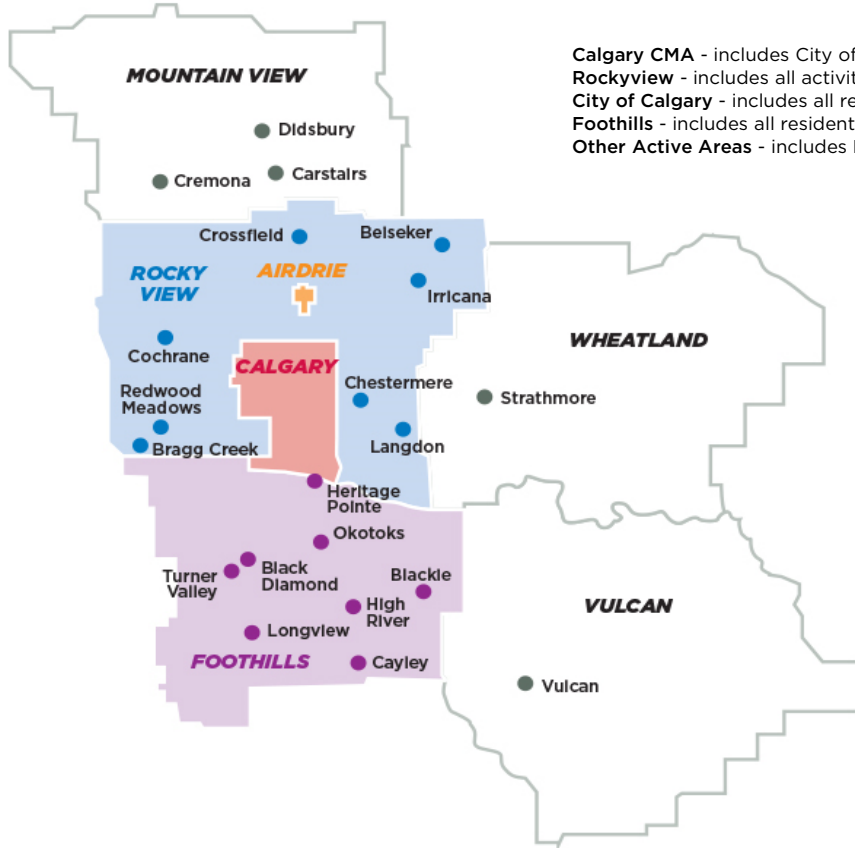 Calgary CMA - includes City of
Rockyview - includes all activit
City of Calgary - includes all re
Foothills - includes all resident
Other Active Areas - includes
MOUNTAIN VIEW
Didsbury
Carstairs
Cremona
Crossfield
Beiseker
ROCKY
VIEW
AIRDRIE
Irricana
WHEATLAND
Cochrane
CALGARY
Chestermere
Redwood
Meadows
Strathmore
Bragg Creek
Langdon
Heritage
Pointe
Okotoks
Turner
Valley
Black
Diamond
Blackie
High
River
VULCAN
Longview
FOOTHILLS
Cayley
Vulcan